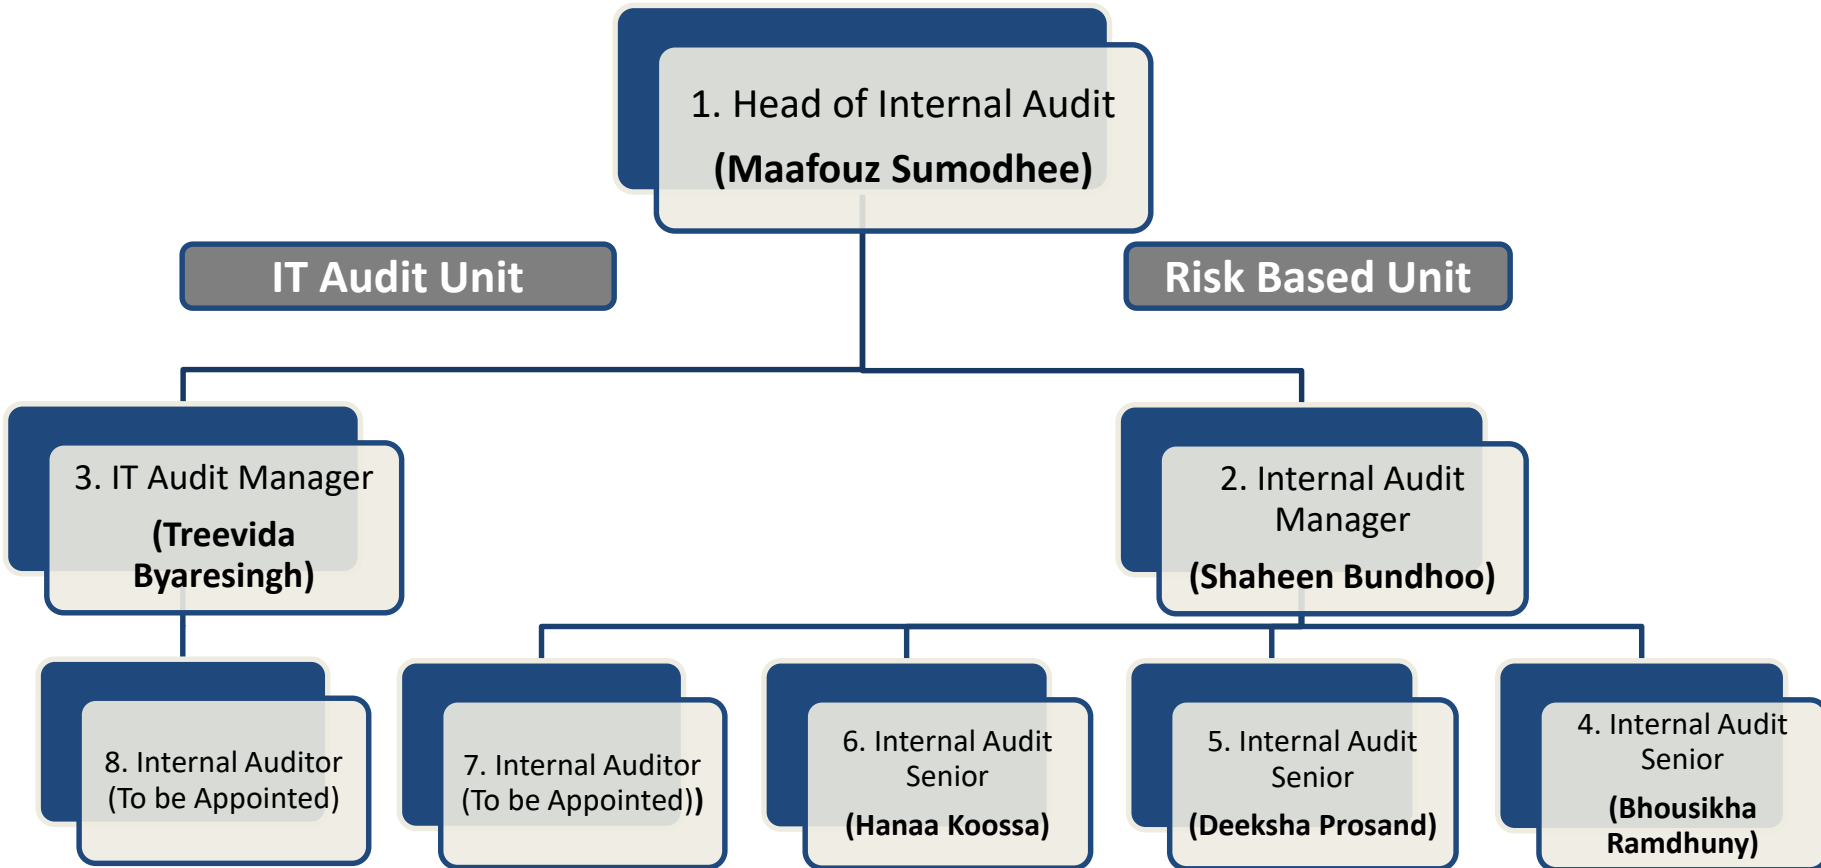 1. Head of Internal Audit
(Maafouz Sumodhee)
IT Audit Unit
Risk Based Unit
3. IT Audit Manager
(Treevida
Byaresingh)
2. Internal Audit
Manager
(Shaheen Bundhoo)
8. Internal Auditor
(To be Appointed)
7. Internal Auditor
(To be Appointed))
6. Internal Audit
Senior
(Hanaa Koossa)
5. Internal Audit
Senior
(Deeksha Prosand)
4. Internal Audit
Senior
(Bhousikha
Ramdhuny)